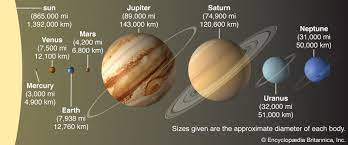 sun
(865,000 mi
1,392,000 km)
Venus
(7,500 mi
12,100 km)
Mars
(4,200 mi
6,800 km)
Jupiter
(89,000 mi
143,000 km)
Saturn
(74,900 mi
120,600 km)
Neptune
(31,000 mi
50,000 km)
Mercury
(3,000 mi
4,900 km)
Earth
(7,938 mi
12,760 km)
Uranus
(32,000 mi
51,000 km)
Sizes given are the approximate diameter of each body.
© Encyclopædia Britannica, Inc.